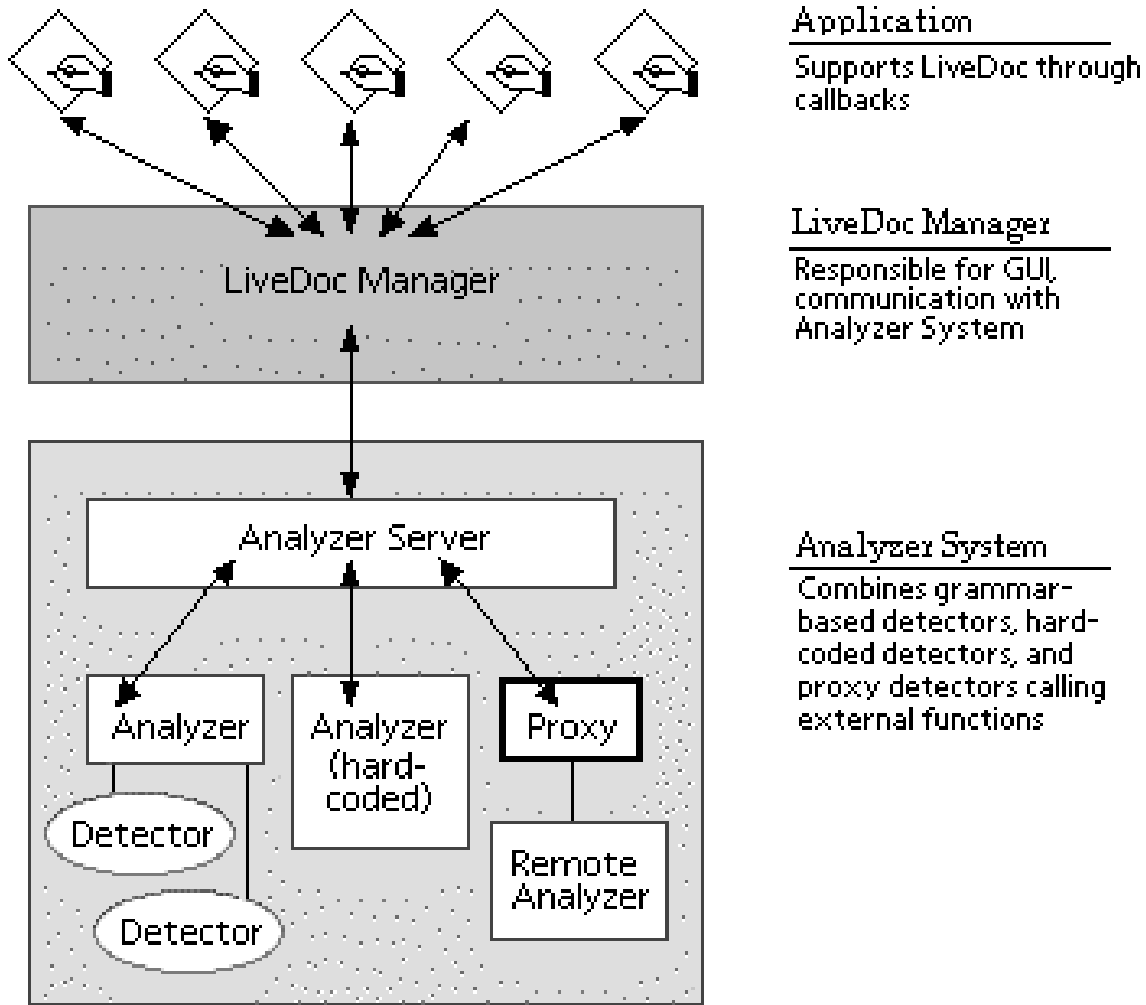 Application
Supports LiveDoc through
callbacks
LiveDoc Manager
LiveDoc Manager
Responsible for GUI,
communication with
Analyzer System
Analyzer Server
Analyzer System
Combines grammar-
based detectors, hard-
coded detectors, and
proxy detectors calling
external functions
Analyzer
Analyzer
(hard-
coded)
Proxy
Detector
Detector
Remote
Analyzer